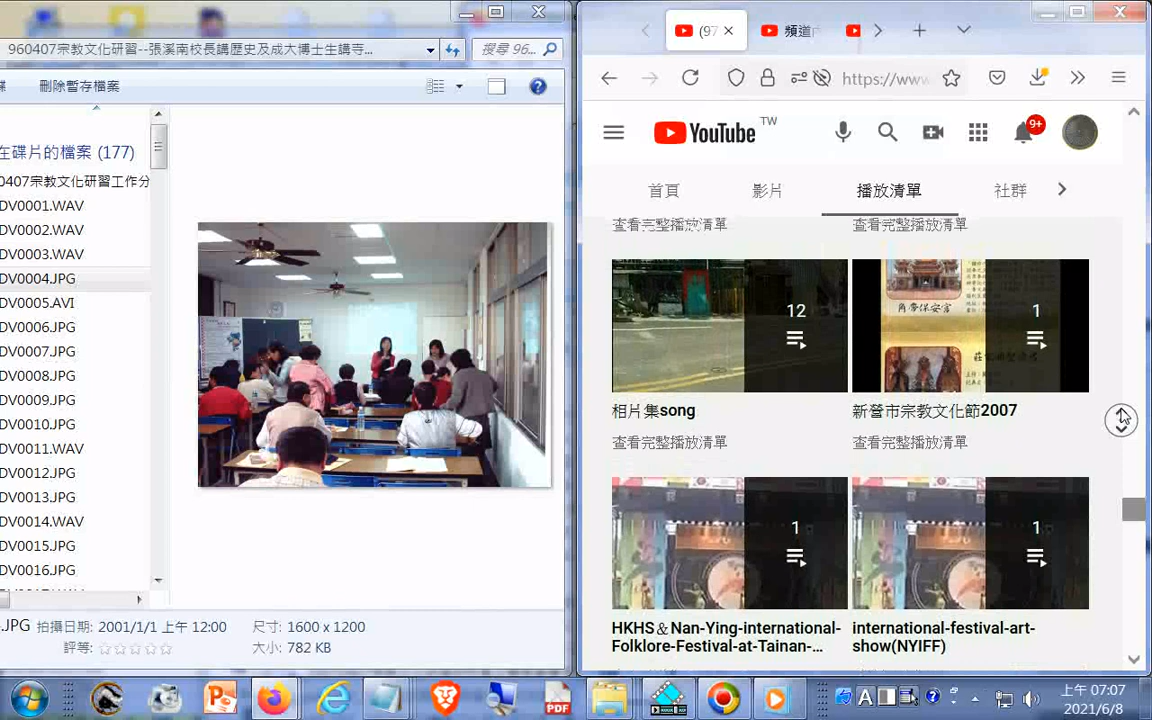 960407宗教文化研習--張溪南校長講歷史及成大博士生講寺...
搜尋 96...
刪除暫存檔案
在碟片的檔案 (177)
0407宗教文化研習工作分
DV0001.WAV
DV0002.WAV
DV0003.WAV
DV0004.JPG
DV0005.AVI
DV0006.JPG
DV0007.JPG
DV0008.JPG
DV0009.JPG
DV0010.JPG
DV0011.WAV
DV0012.JPG
DV0013.JPG
DV0014.WAV
DV0015.JPG
DV0016.JPG
.JPG 拍攝日期: 2001/1/1 上午 12:00
尺寸: 1600 x 1200
評等:
大小: 782 KB
(97
頻道
https://www
YouTube TW
9+
首頁
影片
播放清單
社群
查看完整播放清單
查看完整播放清單
12
角帶保安宮
1
相片集song
新營市宗教文化節2007
查看完整播放清單
查看完整播放清單
1
1
HKHS＆Nan-Ying-international-
Folklore-Festival-at-Tainan-...
international-festival-art-
show(NYIFF)
PDF
A
上午 07:07
2021/6/8